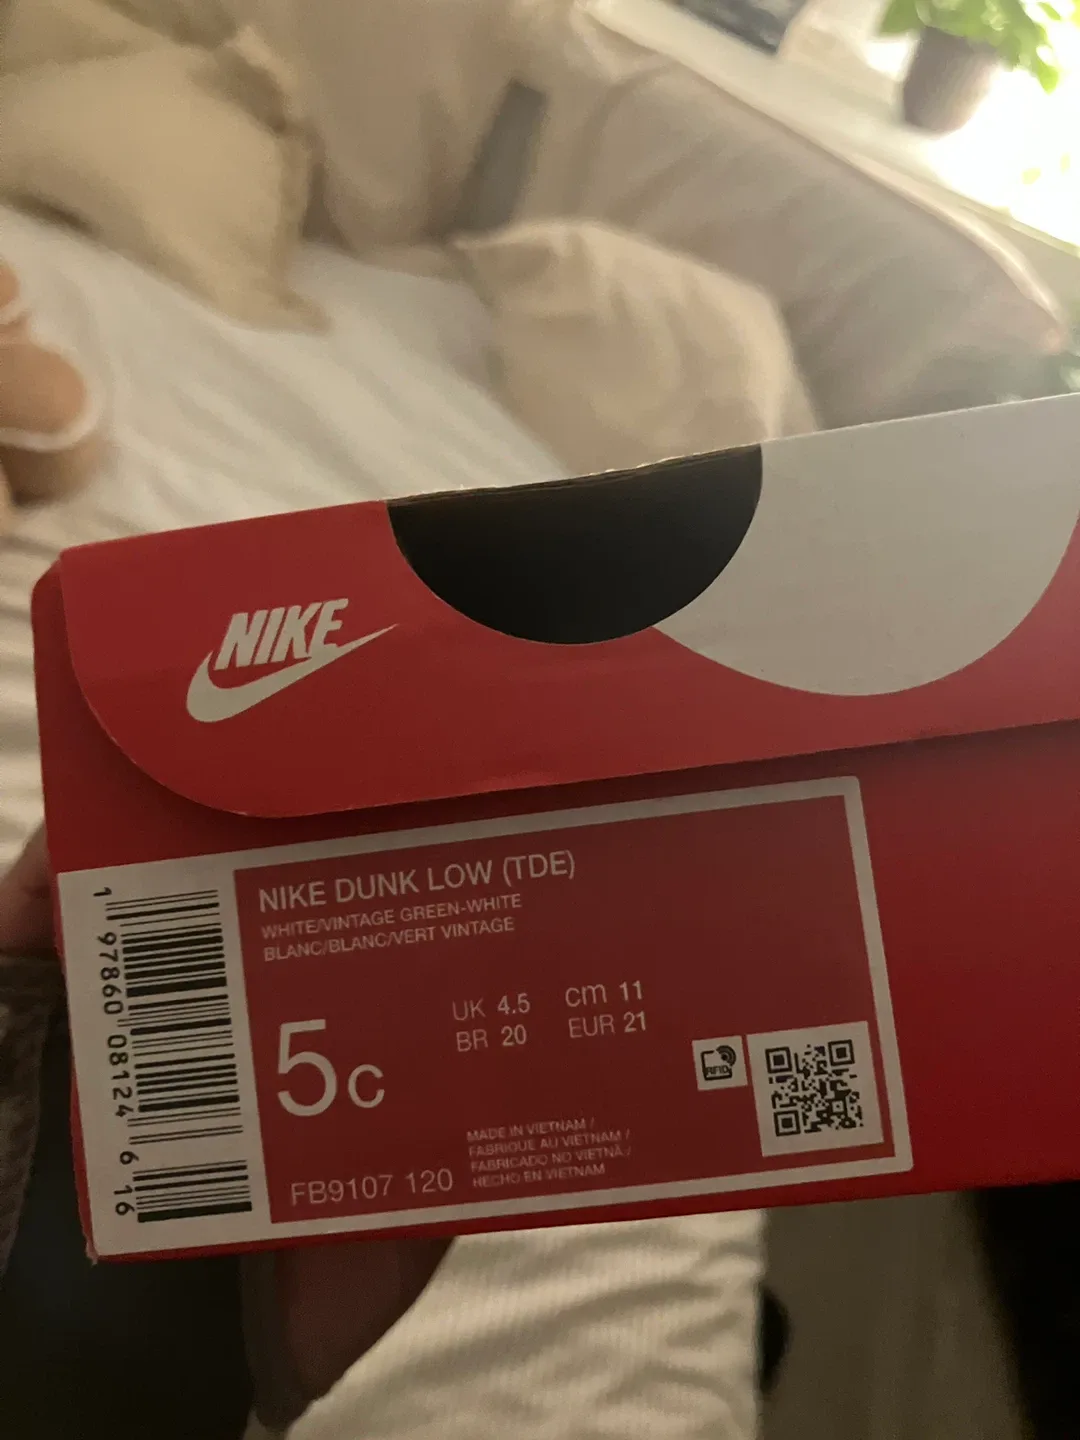 NIKE
NIKE DUNK LOW (TDE)
WHITE/VINTAGE GREEN-WHITE
BLANC/BLANC/VERT VINTAGE
UK 4.5 cm 11
BR 20 EUR 21
5c
RFID
MADE IN VIETNAM /
FABRIQUE AU VIETNAM /
FABRICADO NO VIETNÃ /
HECHO EN VIETNAM
FB9107 120
1 97860 08124 6 16